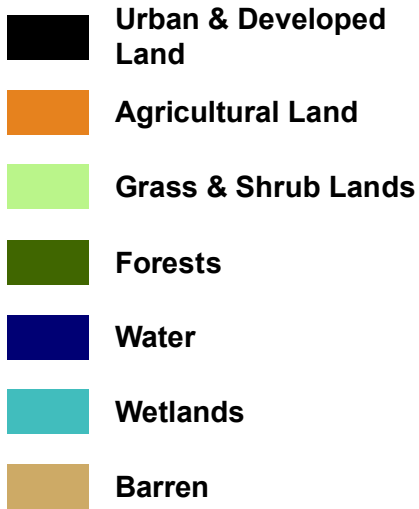 Urban & Developed
Land
Agricultural Land
Grass & Shrub Lands
Forests
Water
Wetlands
Barren